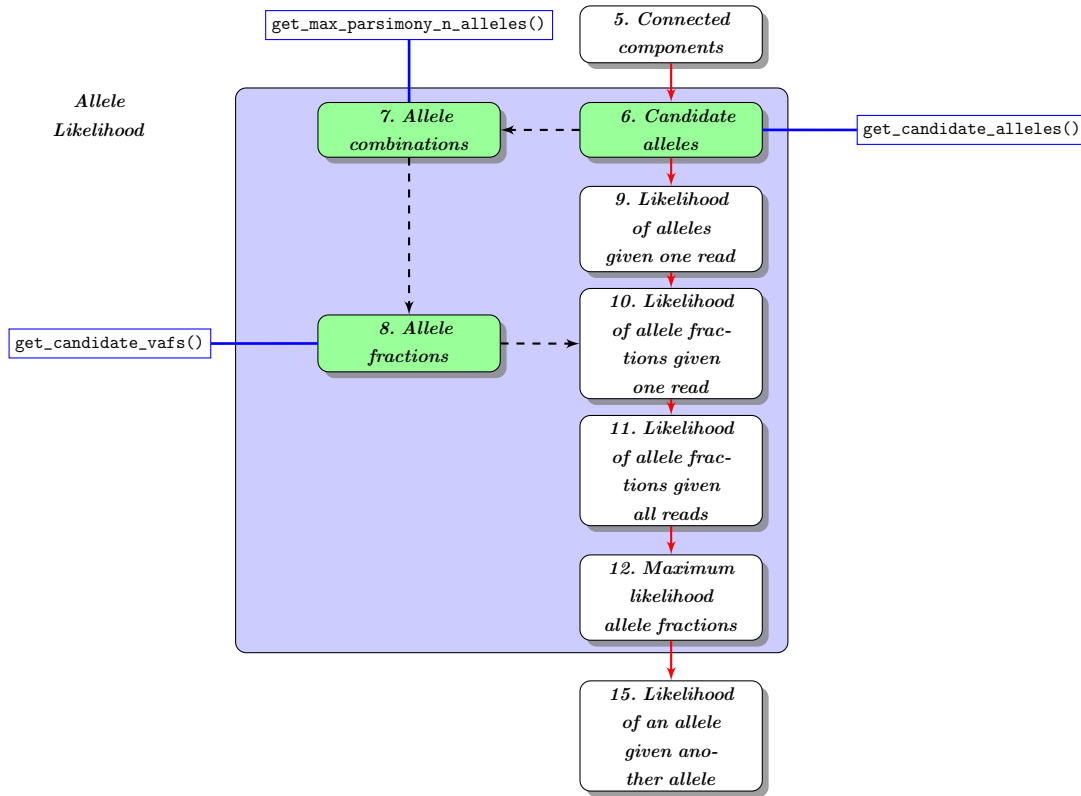 get_max_parsimony_n_alleles()
5. Connected
components
Allele
Likelihood
7. Allele
combinations
6. Candidate
alleles
get_candidate_alleles()
9. Likelihood
of alleles
given one read
10. Likelihood
of allele frac-
tions given
one read
get_candidate_vafs()
8. Allele
fractions
11. Likelihood
of allele frac-
tions given
all reads
12. Maximum
likelihood
allele fractions
15. Likelihood
of an allele
given ano-
ther allele